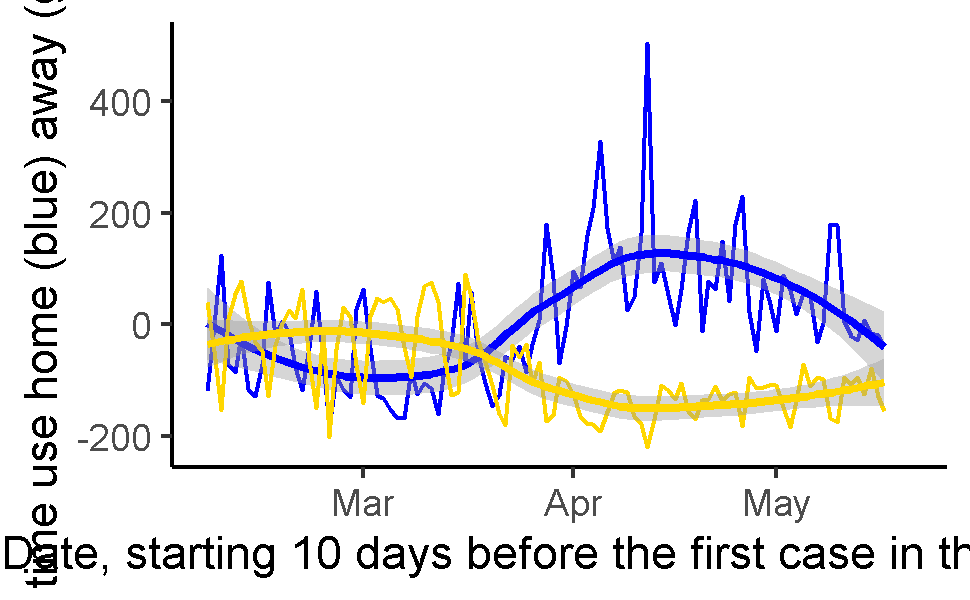 time use home (blue) away (
400
200
0
-200
Mar
Apr
May
Date, starting 10 days before the first case in th